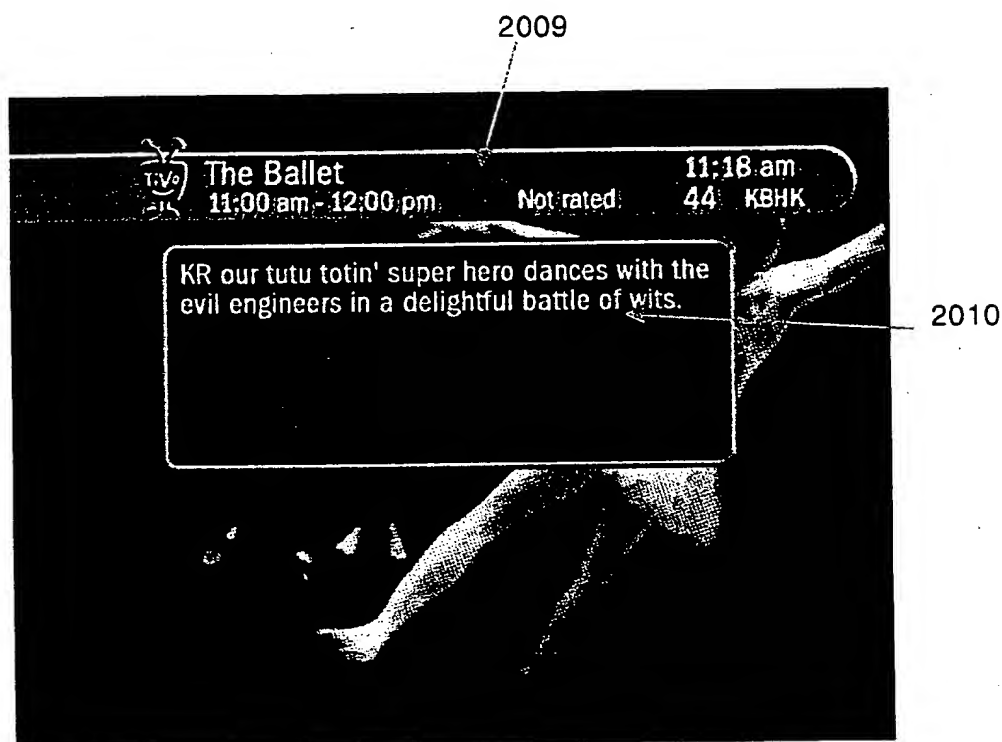 2009
TiVo The Ballet 11:18 am
11:00 am - 12:00 pm Not rated 44 KBHK
KR our tutu totin' super hero dances with the
evil engineers in a delightful battle of wits.
2010